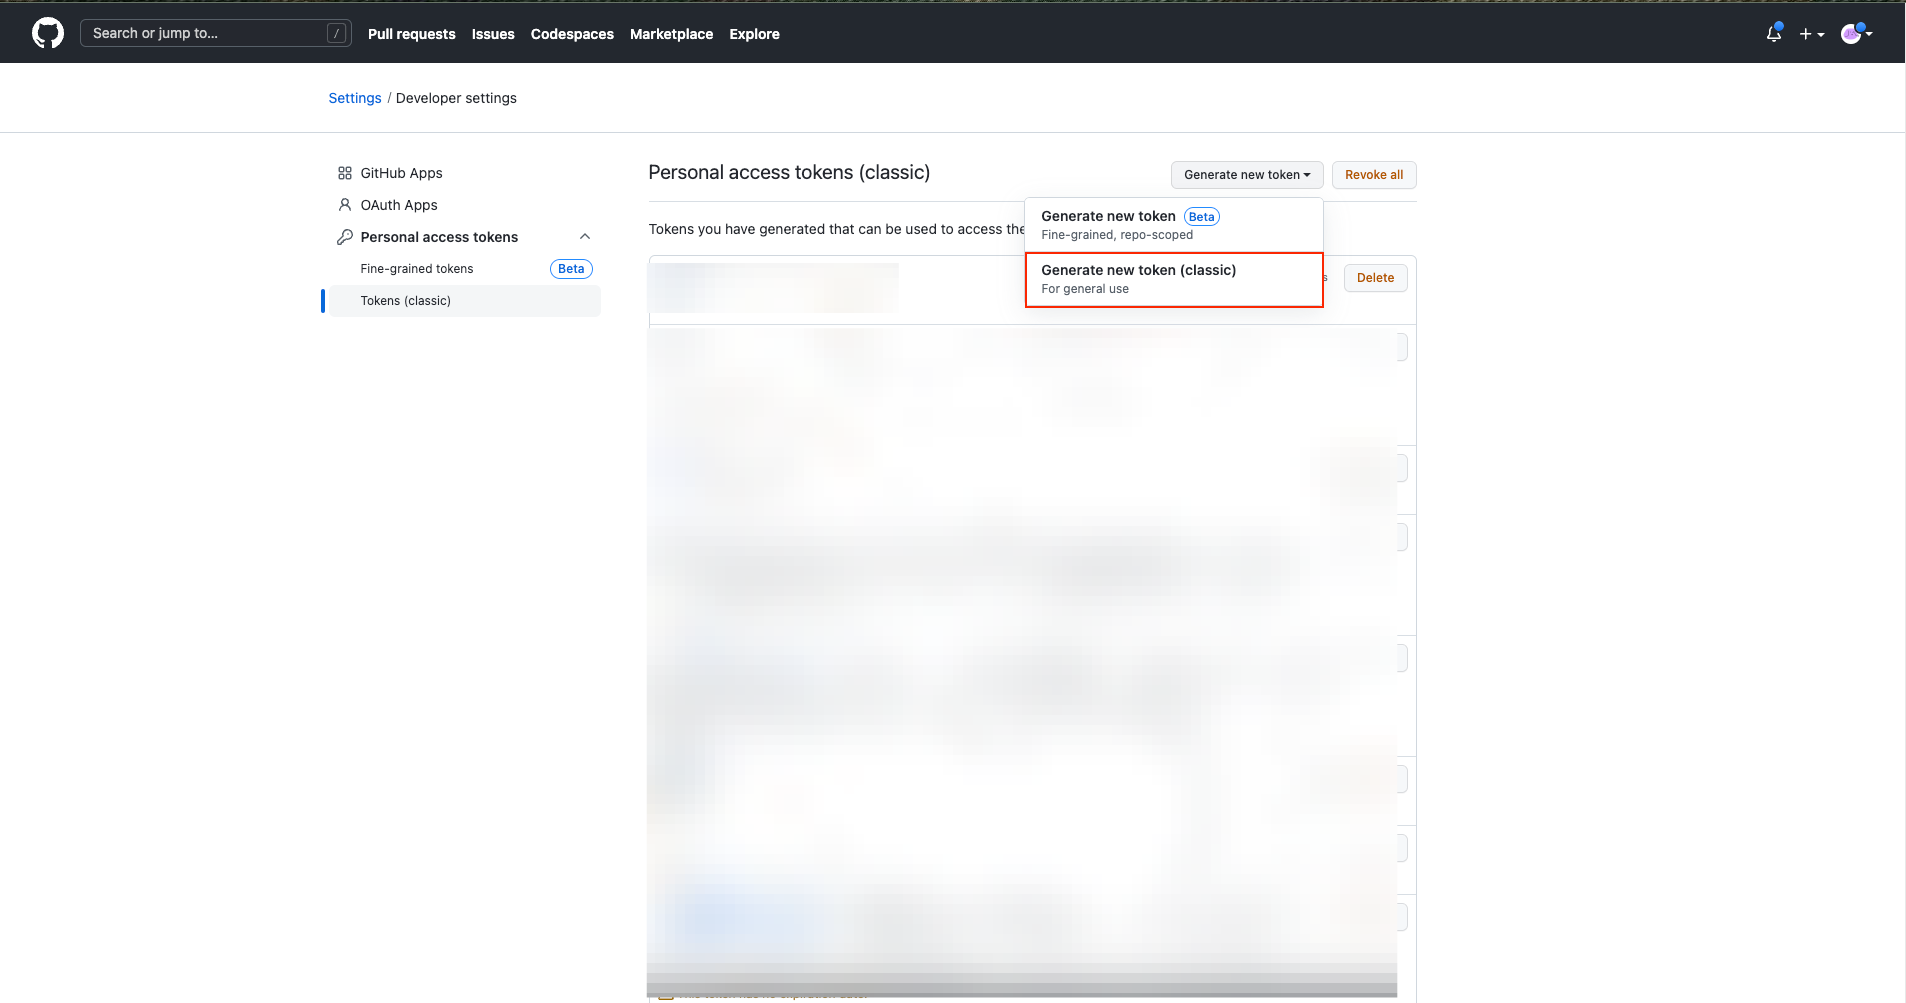 Search or jump to... /
Pull requests Issues Codespaces Marketplace Explore
Settings / Developer settings
GitHub Apps
OAuth Apps
Personal access tokens
Fine-grained tokens Beta
Tokens (classic)
Personal access tokens (classic)
Generate new token
Revoke all
Tokens you have generated that can be used to access the
Generate new token Beta
Fine-grained, repo-scoped
Generate new token (classic)
For general use
s
Delete